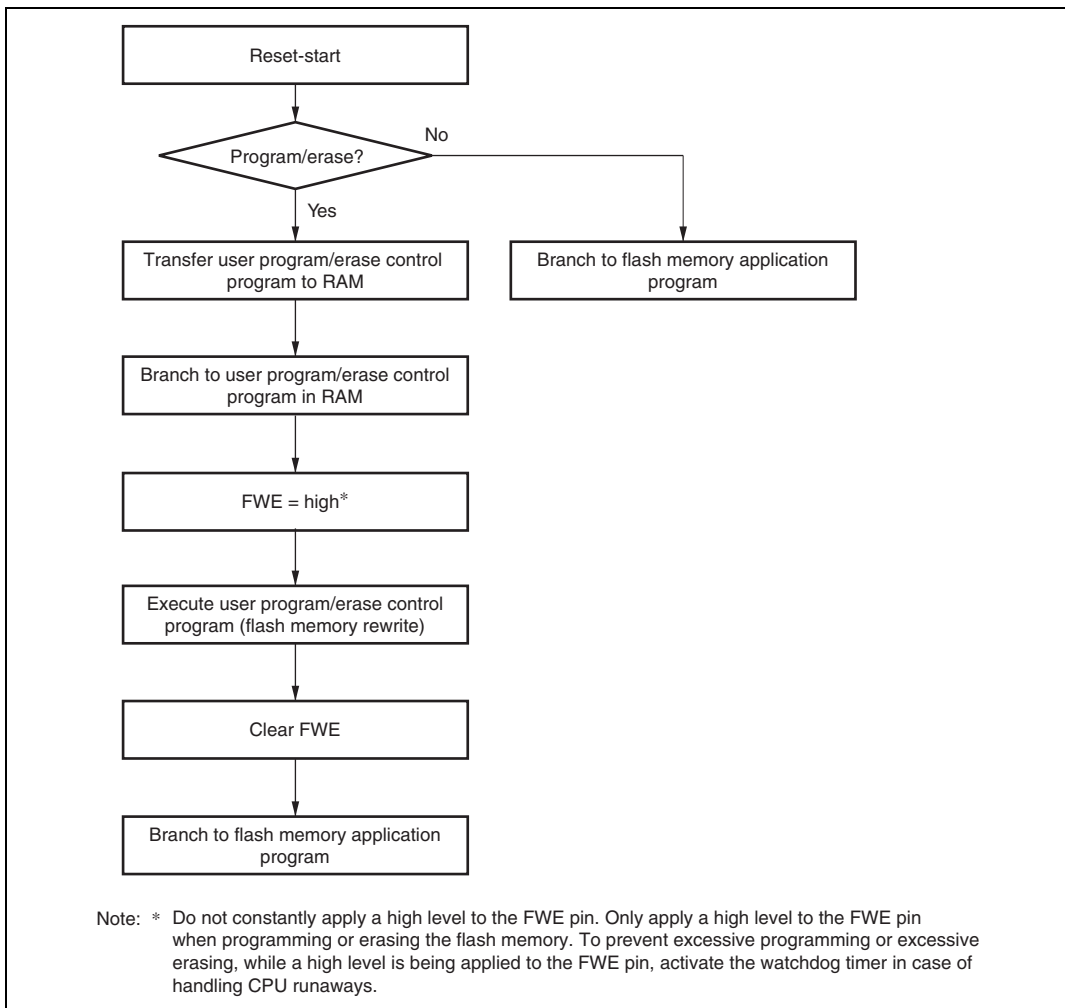 Reset-start
Program/erase?
No
Yes
Transfer user program/erase control
program to RAM
Branch to flash memory application
program
Branch to user program/erase control
program in RAM
FWE = high*
Execute user program/erase control
program (flash memory rewrite)
Clear FWE
Branch to flash memory application
program
Note: * Do not constantly apply a high level to the FWE pin. Only apply a high level to the FWE pin
when programming or erasing the flash memory. To prevent excessive programming or excessive
erasing, while a high level is being applied to the FWE pin, activate the watchdog timer in case of
handling CPU runaways.